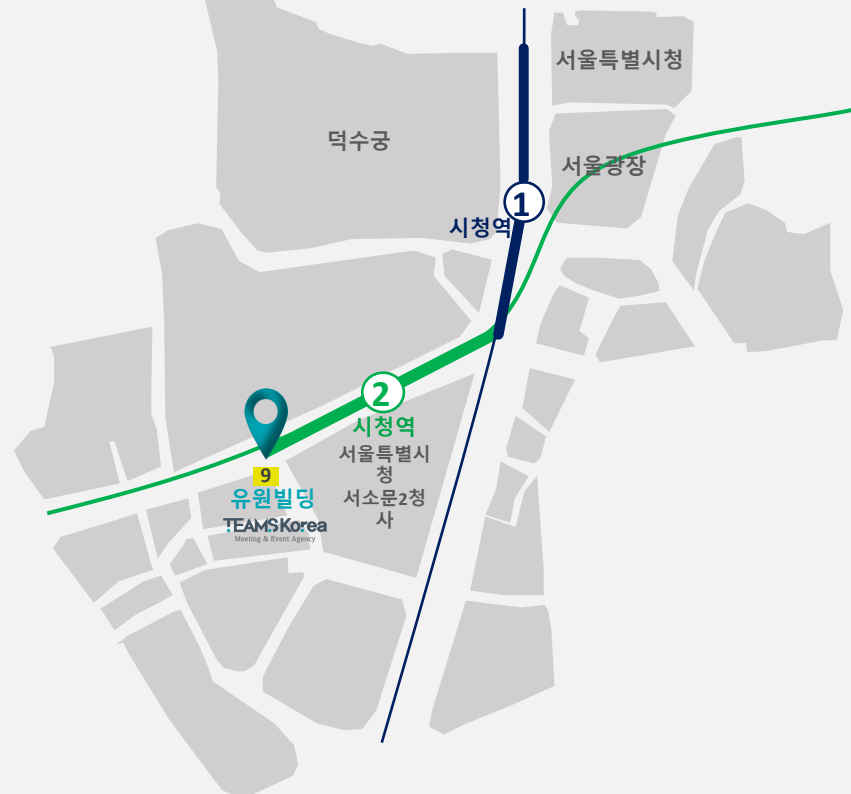 서울특별시청
덕수궁
서울광장
1
시청역
2
시청역
서울특별시
청
서소문2청
사
9
유원빌딩
TEAMS Korea
Meeting & Event Agency